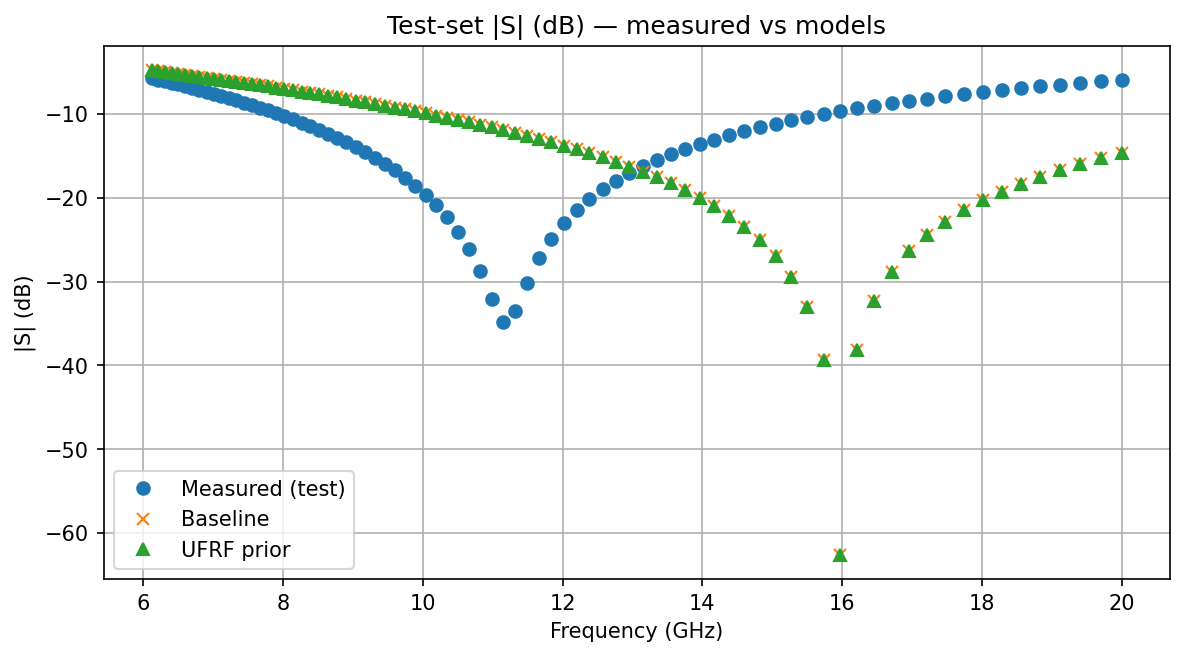 Test-set |S| (dB) — measured vs models
−10
−20
−30
−40
−50
−60
|S| (dB)
Measured (test)
Baseline
UFRF prior
6 8 10 12 14 16 18 20
Frequency (GHz)